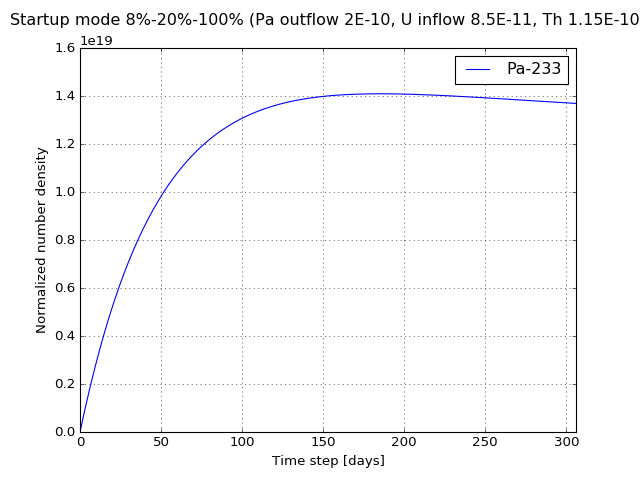 Startup mode 8%-20%-100% (Pa outflow 2E-10, U inflow 8.5E-11, Th 1.15E-10
1e19
Pa-233
1.6
1.4
1.2
1.0
0.8
0.6
0.4
0.2
0.0
Normalized number density
0 50 100 150 200 250 300
Time step [days]